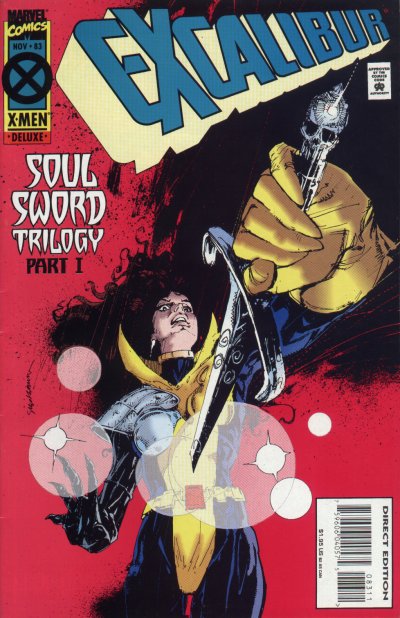 MARVEL
COMICS
NOV • 83
X-MEN
DELUXE
EXCALIBUR
APPROVED
BY THE
COMICS
CODE
AUTHORITY
SOUL
SWORD
TRILOGY
PART I
DIRECT EDITION
$1.95 US
08311